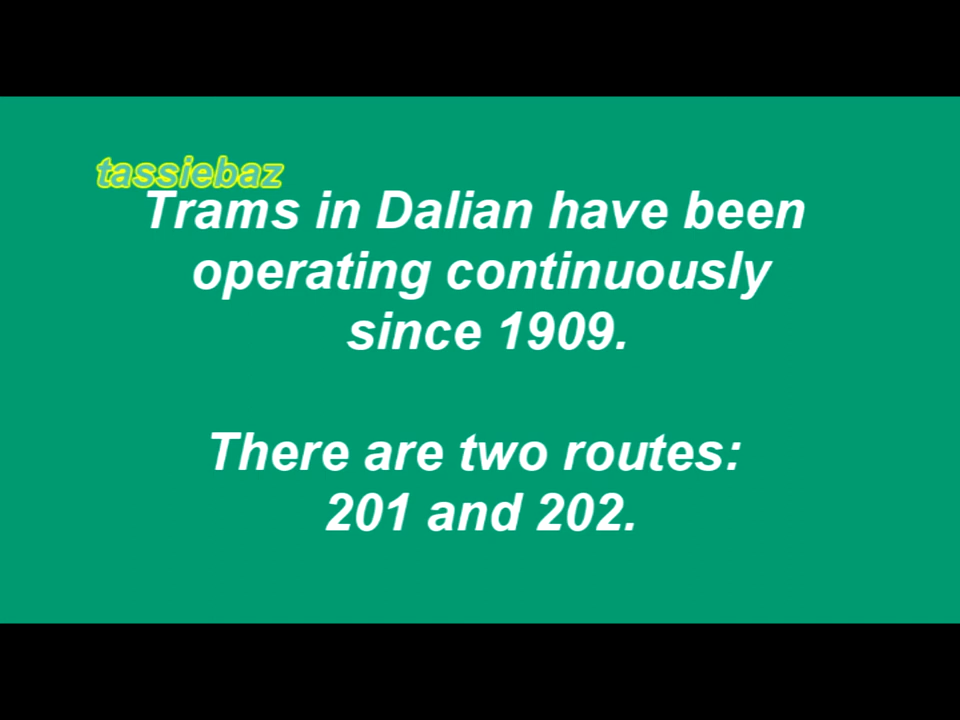 tassiebaz
Trams in Dalian have been
operating continuously
since 1909.
There are two routes:
201 and 202.